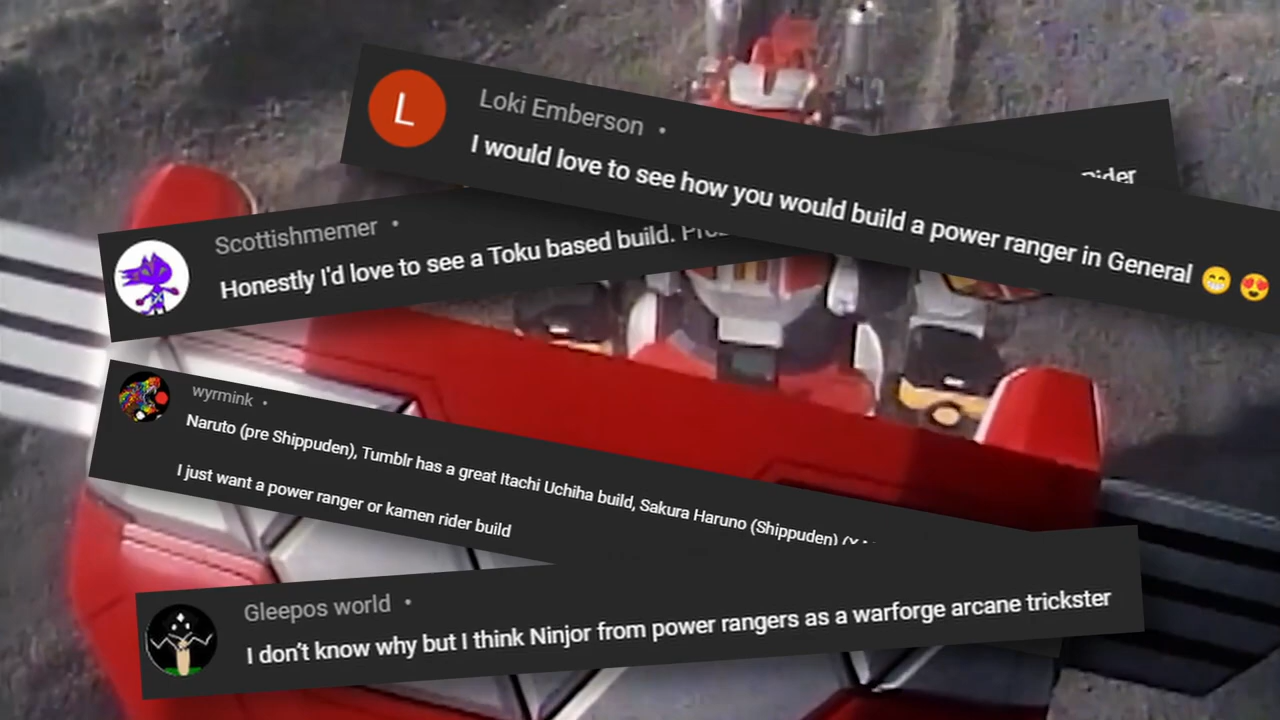 L
Loki Emberson •
I would love to see how you would build a power ranger in General 😁 😍
Scottishmemer •
Honestly I'd love to see a Toku based build.
wyrmink •
Naruto (pre Shippuden), Tumblr has a great Itachi Uchiha build, Sakura Haruno (Shippuden)
I just want a power ranger or kamen rider build
Gleepos world •
I don't know why but I think Ninjor from power rangers as a warforge arcane trickster